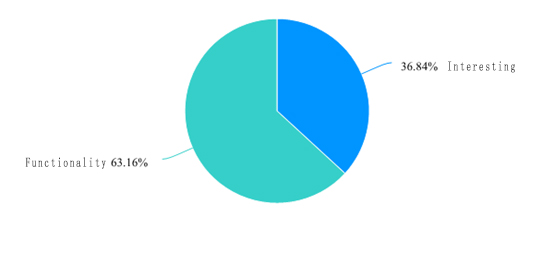 36.84% Interesting
Functionality 63.16%